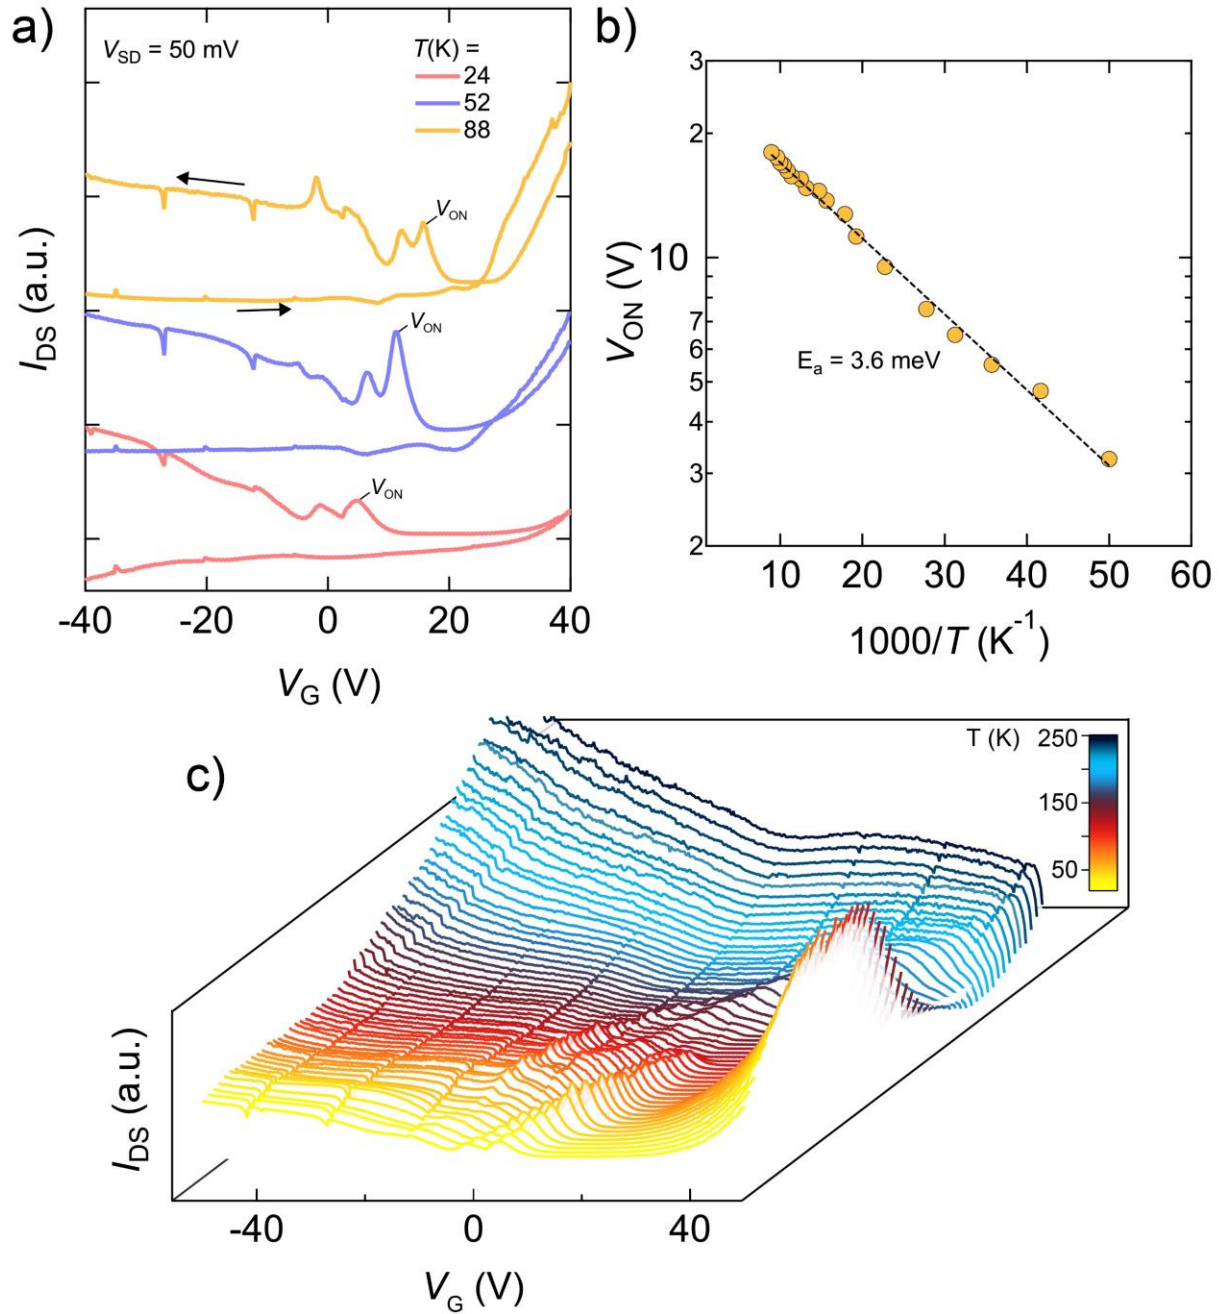 a)
V_SD = 50 mV
T(K) =
24
52
88
V_ON
V_ON
V_ON
I_DS (a.u.)
-40 -20 0 20 40
V_G (V)
b)
3
2
10
7
6
5
4
3
2
V_ON (V)
E_a = 3.6 meV
10 20 30 40 50 60
1000/T (K^-1)
c)
T (K)
250
150
50
I_DS (a.u.)
-40 0 40
V_G (V)